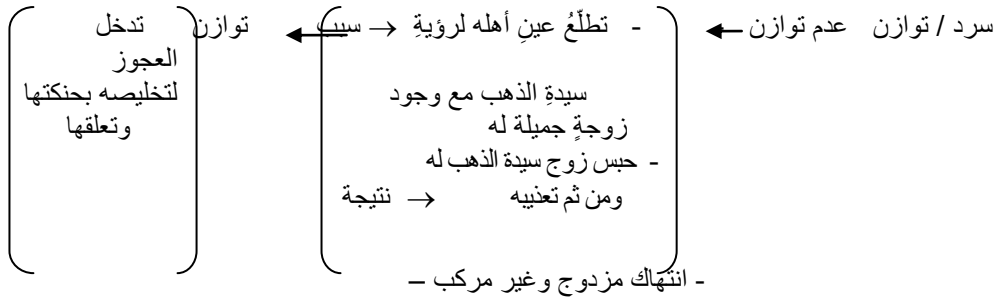 سرد / توازن عدم توازن ← - تطلّعُ عينِ أهله لرؤيةِ → سبب ← توازن تدخل
العجوز
سيدةِ الذهب مع وجود لتخليصه بحنكتها
زوجةٍ جميلة له وتعلقها
- حبس زوج سيدة الذهب له
ومن ثم تعذيبه → نتيجة
- انتهاك مزدوج وغير مركب –